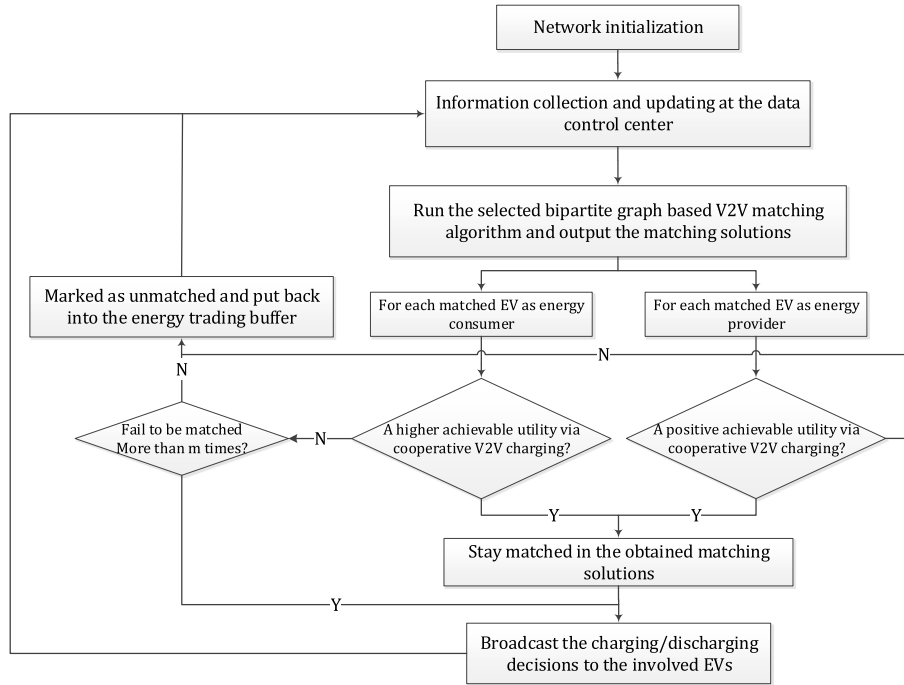 Network initialization
Information collection and updating at the data
control center
Run the selected bipartite graph based V2V matching
algorithm and output the matching solutions
Marked as unmatched and put back
into the energy trading buffer
For each matched EV as energy
consumer
For each matched EV as energy
provider
N
N
Fail to be matched
More than m times?
N
A higher achievable utility via
cooperative V2V charging?
A positive achievable utility via
cooperative V2V charging?
Y
Y
Stay matched in the obtained matching
solutions
Y
Broadcast the charging/discharging
decisions to the involved EVs